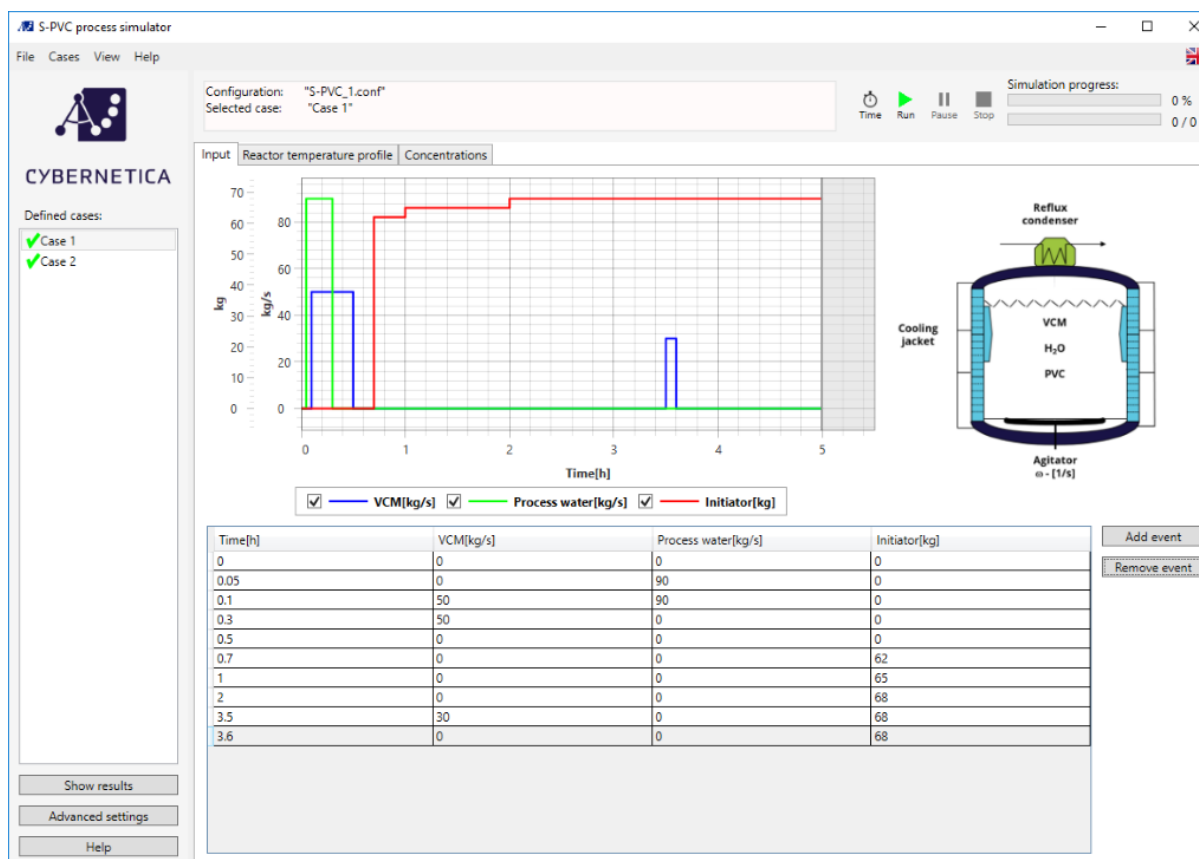 S-PVC process simulator
File Cases View Help
CYBERNETICA
Defined cases:
Case 1
Case 2
Show results
Advanced settings
Help
Configuration: "S-PVC_1.conf"
Selected case: "Case 1"
Time Run Pause Stop
Simulation progress:
0 %
0 / 0
Input Reactor temperature profile Concentrations
70
60
50
40
30
20
10
0
kg
80
60
40
20
0
kg/s
0 1 2 3 4 5
Time[h]
VCM[kg/s] Process water[kg/s] Initiator[kg]
Reflux
condenser
Cooling
jacket
VCM
H₂O
PVC
Agitator
ω - [1/s]
Time[h] VCM[kg/s] Process water[kg/s] Initiator[kg]
0 0 0 0
0.05 0 90 0
0.1 50 90 0
0.3 50 0 0
0.5 0 0 0
0.7 0 0 62
1 0 0 65
2 0 0 68
3.5 30 0 68
3.6 0 0 68
Add event
Remove event